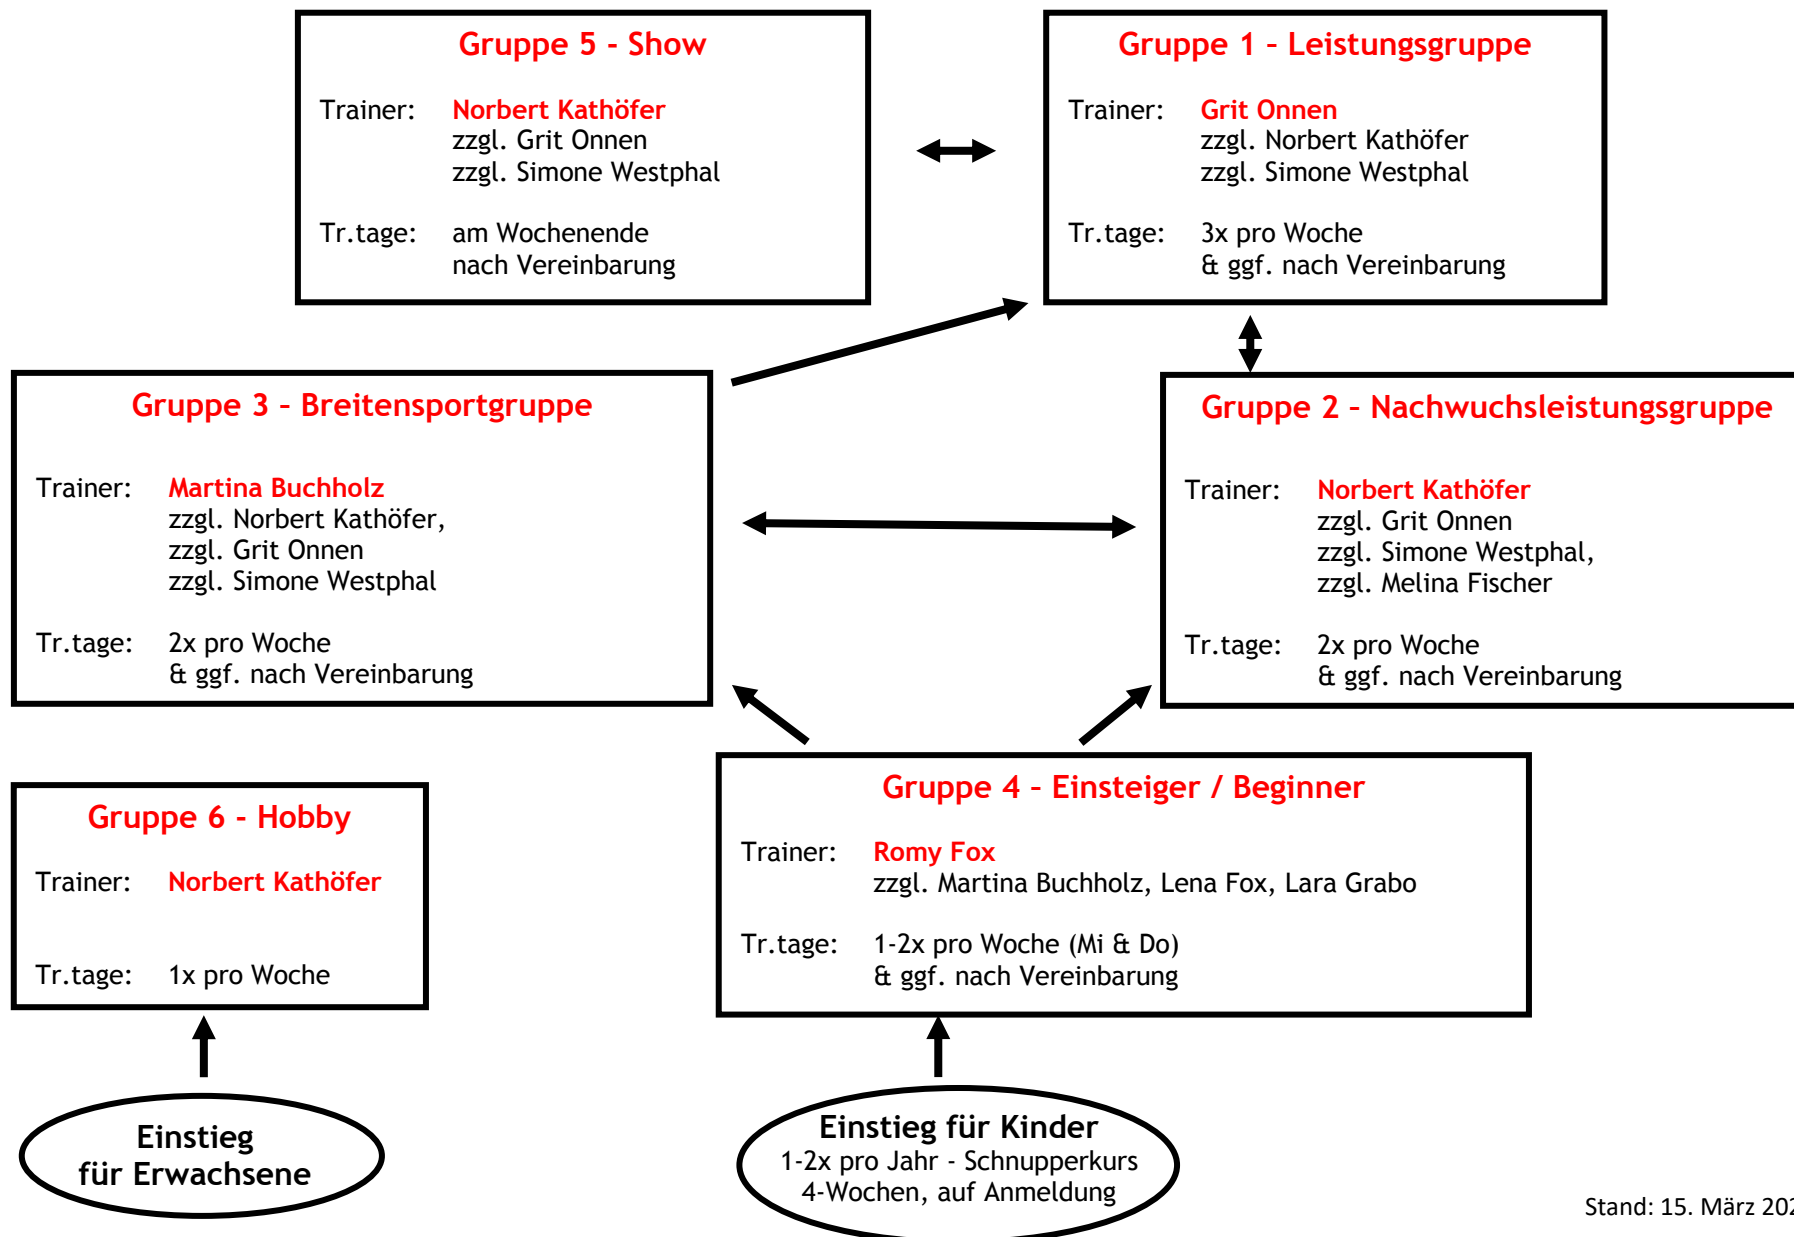 Gruppe 5 - Show
Trainer: Norbert Kathöfer
zzgl. Grit Onnen
zzgl. Simone Westphal
Tr.tage: am Wochenende
nach Vereinbarung
Gruppe 1 – Leistungsgruppe
Trainer: Grit Onnen
zzgl. Norbert Kathöfer
zzgl. Simone Westphal
Tr.tage: 3x pro Woche
& ggf. nach Vereinbarung
Gruppe 3 – Breitensportgruppe
Trainer: Martina Buchholz
zzgl. Norbert Kathöfer,
zzgl. Grit Onnen
zzgl. Simone Westphal
Tr.tage: 2x pro Woche
& ggf. nach Vereinbarung
Gruppe 2 – Nachwuchsleistungsgruppe
Trainer: Norbert Kathöfer
zzgl. Grit Onnen
zzgl. Simone Westphal,
zzgl. Melina Fischer
Tr.tage: 2x pro Woche
& ggf. nach Vereinbarung
Gruppe 6 - Hobby
Trainer: Norbert Kathöfer
Tr.tage: 1x pro Woche
Gruppe 4 – Einsteiger / Beginner
Trainer: Romy Fox
zzgl. Martina Buchholz, Lena Fox, Lara Grabo
Tr.tage: 1-2x pro Woche (Mi & Do)
& ggf. nach Vereinbarung
Einstieg
für Erwachsene
Einstieg für Kinder
1-2x pro Jahr - Schnupperkurs
4-Wochen, auf Anmeldung
Stand: 15. März 202